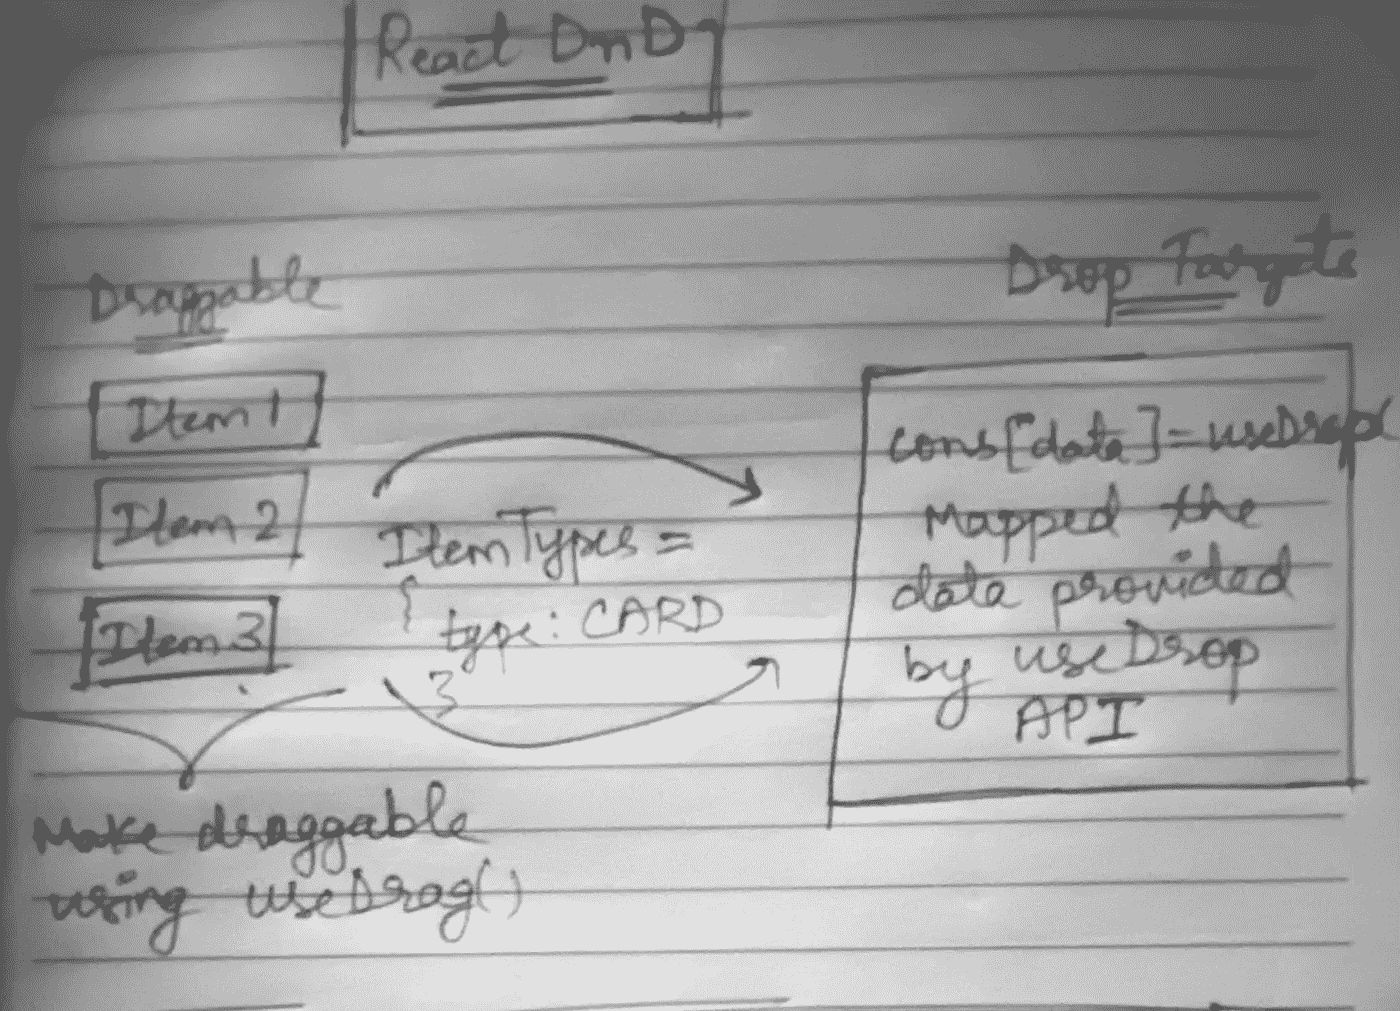 React DnD
Draggable
Drop Targets
Item 1
Item 2
Item 3
ItemTypes =
{
type: CARD
}
cons[data]=useDrop(
Mapped the
data provided
by useDrop
API
Make draggable
using useDrag()